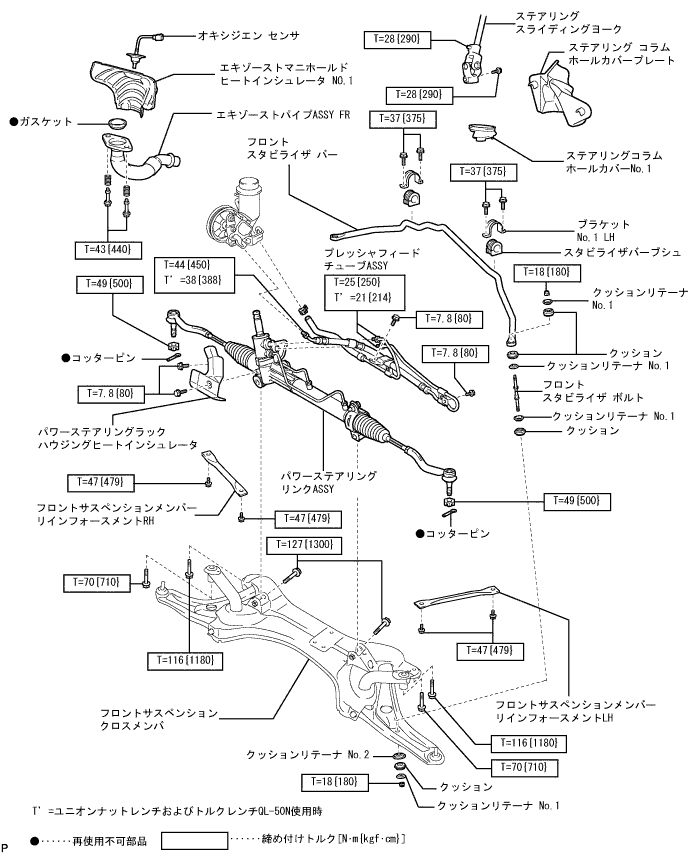 オキシジエン センサ
エキゾーストマニホールド
ヒートインシュレータ NO.1
●ガスケット
エキゾーストパイプASSY FR
フロント
スタビライザ バー
T=28{290}
ステアリング
スライディングヨーク
ステアリング コラム
ホールカバープレート
T=28{290}
T=37{375}
ステアリングコラム
ホールカバーNo.1
T=37{375}
ブラケット
No.1 LH
スタビライザバーブシュ
T=43{440}
T=44{450}
T'=38{388}
プレッシャフィード
チューブASSY
T=25{250}
T'=21{214}
T=18{180}
クッションリテーナ
No.1
T=49{500}
T=7.8{80}
T=7.8{80}
●コッターピン
クッション
クッションリテーナ No.1
T=7.8{80}
フロント
スタビライザ ボルト
クッションリテーナ No.1
クッション
パワーステアリングラック
ハウジングヒートインシュレータ
パワーステアリング
リンクASSY
T=47{479}
T=49{500}
フロントサスペンションメンバー
リインフォースメントRH
T=47{479}
●コッターピン
T=127{1300}
T=70{710}
T=116{1180}
T=47{479}
フロントサスペンションメンバー
リインフォースメントLH
フロントサスペンション
クロスメンバ
T=116{1180}
T=70{710}
クッションリテーナ No.2
T=18{180}
クッション
クッションリテーナ No.1
T'=ユニオンナットレンチおよびトルクレンチQL-50N使用時
●‥‥‥再使用不可部品
‥‥‥締め付けトルク[N･m{kgf･cm}]
P